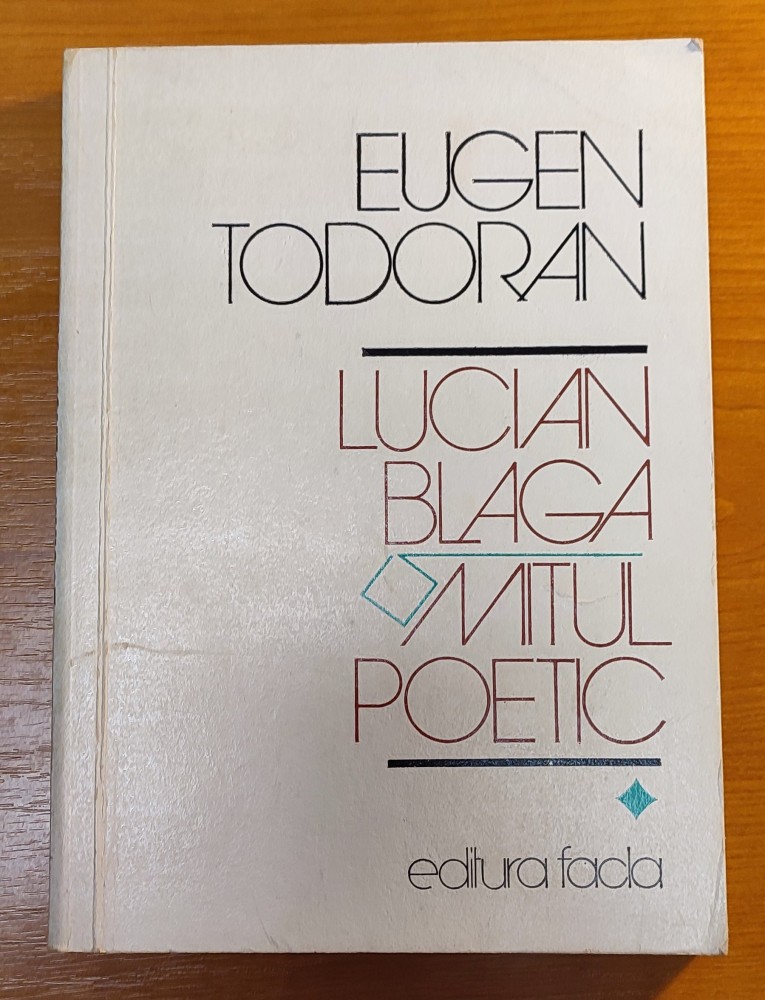 EUGEN
TODORAN
LUCIAN
BLAGA
MITUL
POETIC
editura facla